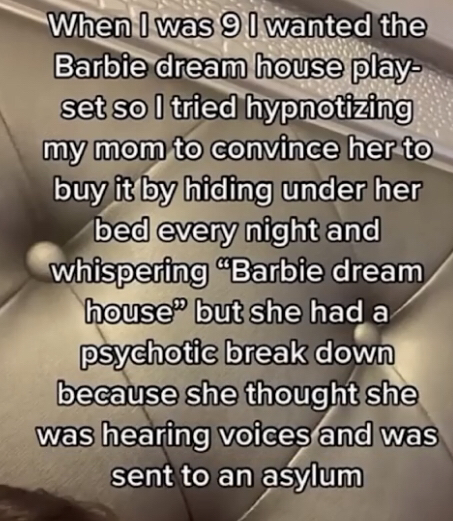 When I was 9 I wanted the
Barbie dream house play-
set so I tried hypnotizing
my mom to convince her to
buy it by hiding under her
bed every night and
whispering “Barbie dream
house” but she had a
psychotic break down
because she thought she
was hearing voices and was
sent to an asylum